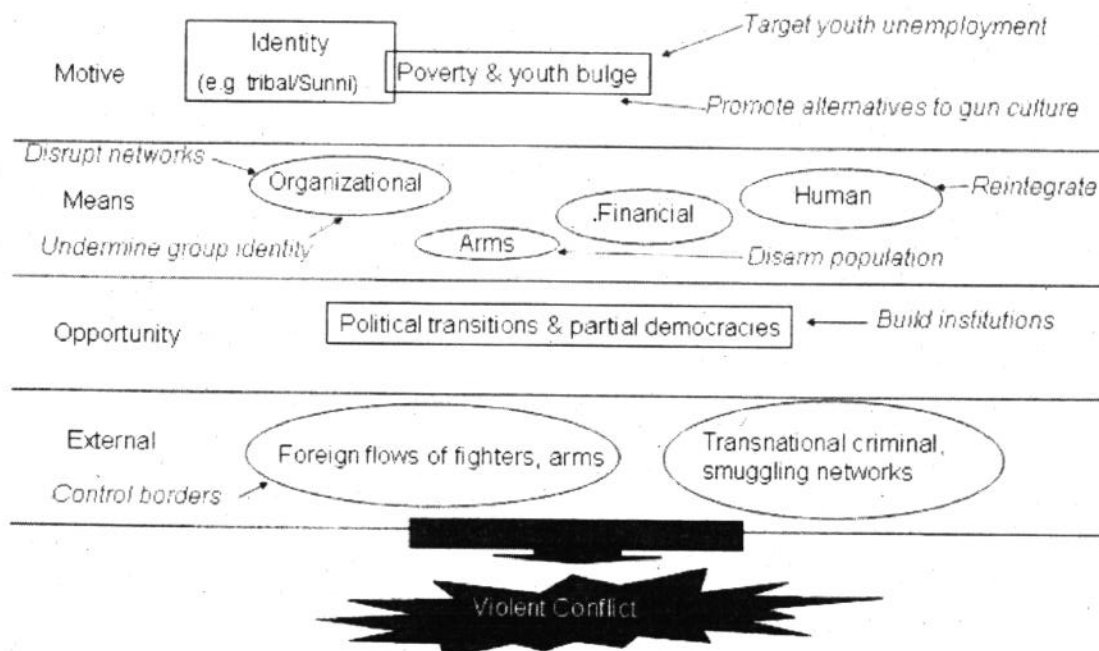 Target youth unemployment
Identity
(e.g tribal/Sunni)
Poverty & youth bulge
Motive
Promote alternatives to gun culture
Disrupt networks
Organizational
Human
Reintegrate
Means
.Financial
Undermine group identity
Arms
Disarm population
Political transitions & partial democracies
Build institutions
Opportunity
External
Foreign flows of fighters, arms
Transnational criminal,
smuggling networks
Control borders
Violent Conflict